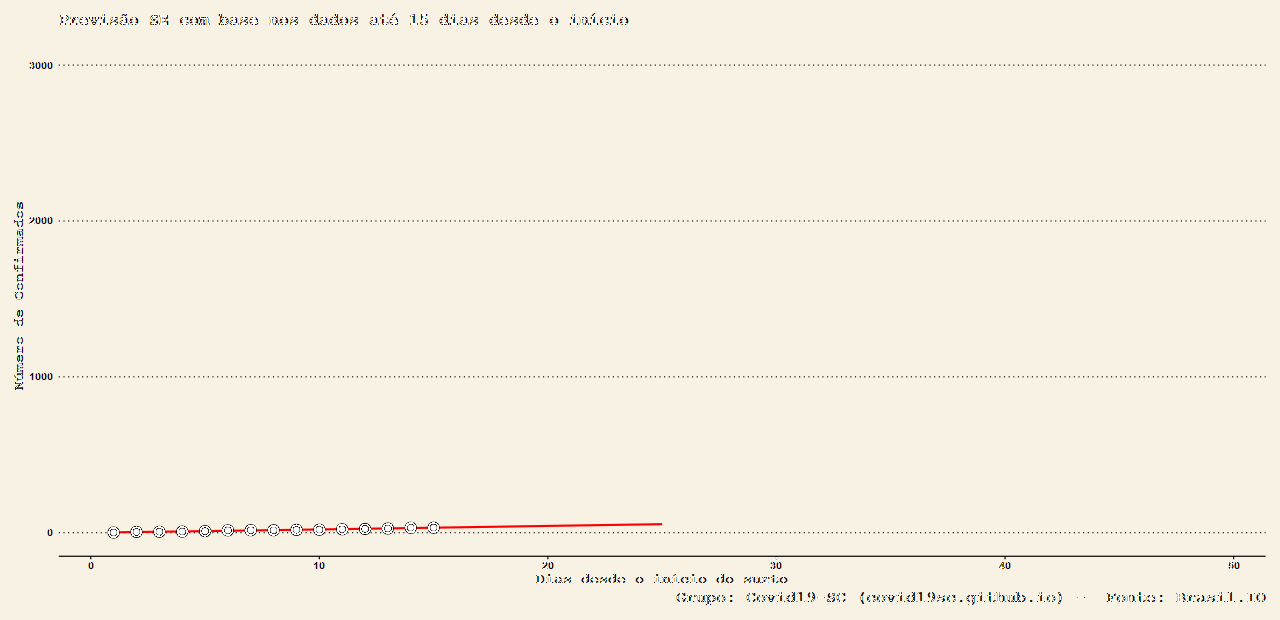 Previsão SE com base nos dados até 15 dias desde o início
3000
2000
1000
0
Número de Confirmados
0 10 20 30 40 50
Dias desde o início do surto
Grupo: Covid19-SC (covid19sc.github.io) -- Fonte: Brasil.IO